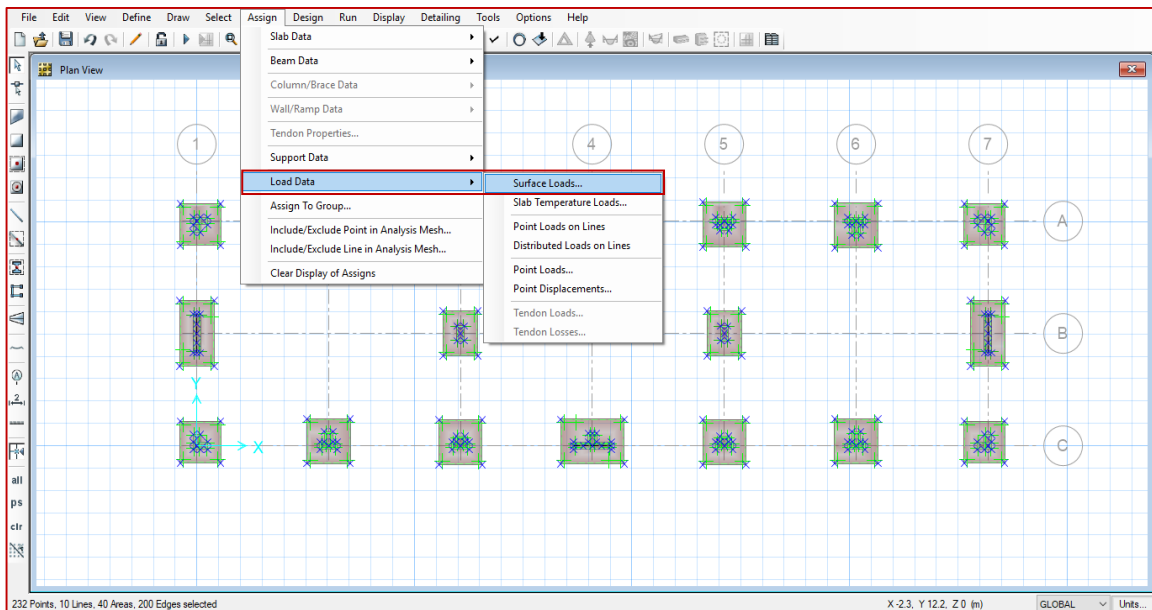 File Edit View Define Draw Select Assign Design Run Display Detailing Tools Options Help
Plan View
Slab Data
Beam Data
Column/Brace Data
Wall/Ramp Data
Tendon Properties...
Support Data
Load Data
Assign To Group...
Include/Exclude Point in Analysis Mesh...
Include/Exclude Line in Analysis Mesh...
Clear Display of Assigns
Surface Loads...
Slab Temperature Loads...
Point Loads on Lines
Distributed Loads on Lines
Point Loads...
Point Displacements...
Tendon Loads...
Tendon Losses...
1 4 5 6 7
A
B
C
Y
X
2
all
ps
clr
232 Points, 10 Lines, 40 Areas, 200 Edges selected X -2.3, Y 12.2, Z 0 (m) GLOBAL Units...